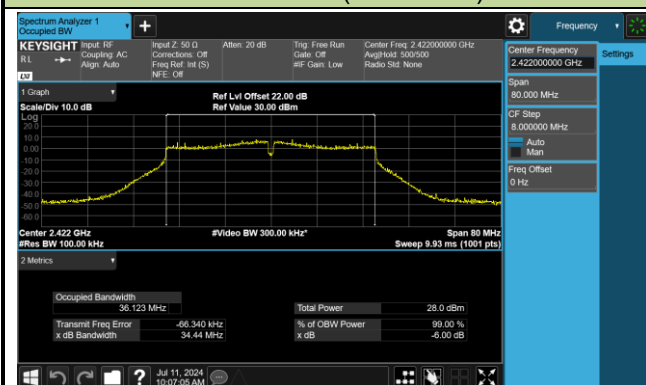 Spectrum Analyzer 1
Occupied BW
Frequency
KEYSIGHT
Input: RF
Input Z: 50 Ω
Atten: 20 dB
Trig: Free Run
Center Freq: 2.422000000 GHz
RL
Coupling: AC
Corrections: Off
Gate: Off
Avg|Hold: 500/500
Align: Auto
Freq Ref: Int (S)
#IF Gain: Low
Radio Std: None
NFE: Off
Center Frequency
2.422000000 GHz
Settings
Span
80.000 MHz
CF Step
8.000000 MHz
Auto
Man
Freq Offset
0 Hz
1 Graph
Ref Lvl Offset 22.00 dB
Scale/Div 10.0 dB
Ref Value 30.00 dBm
Log
20.0
10.0
0.00
-10.0
-20.0
-30.0
-40.0
-50.0
-60.0
Center 2.422 GHz
#Video BW 300.00 kHz*
Span 80 MHz
#Res BW 100.00 kHz
Sweep 9.93 ms (1001 pts)
2 Metrics
Occupied Bandwidth
36.123 MHz
Total Power
28.0 dBm
Transmit Freq Error
-66.340 kHz
% of OBW Power
99.00 %
x dB Bandwidth
34.44 MHz
x dB
-6.00 dB
?
Jul 11, 2024
10:07:05 AM